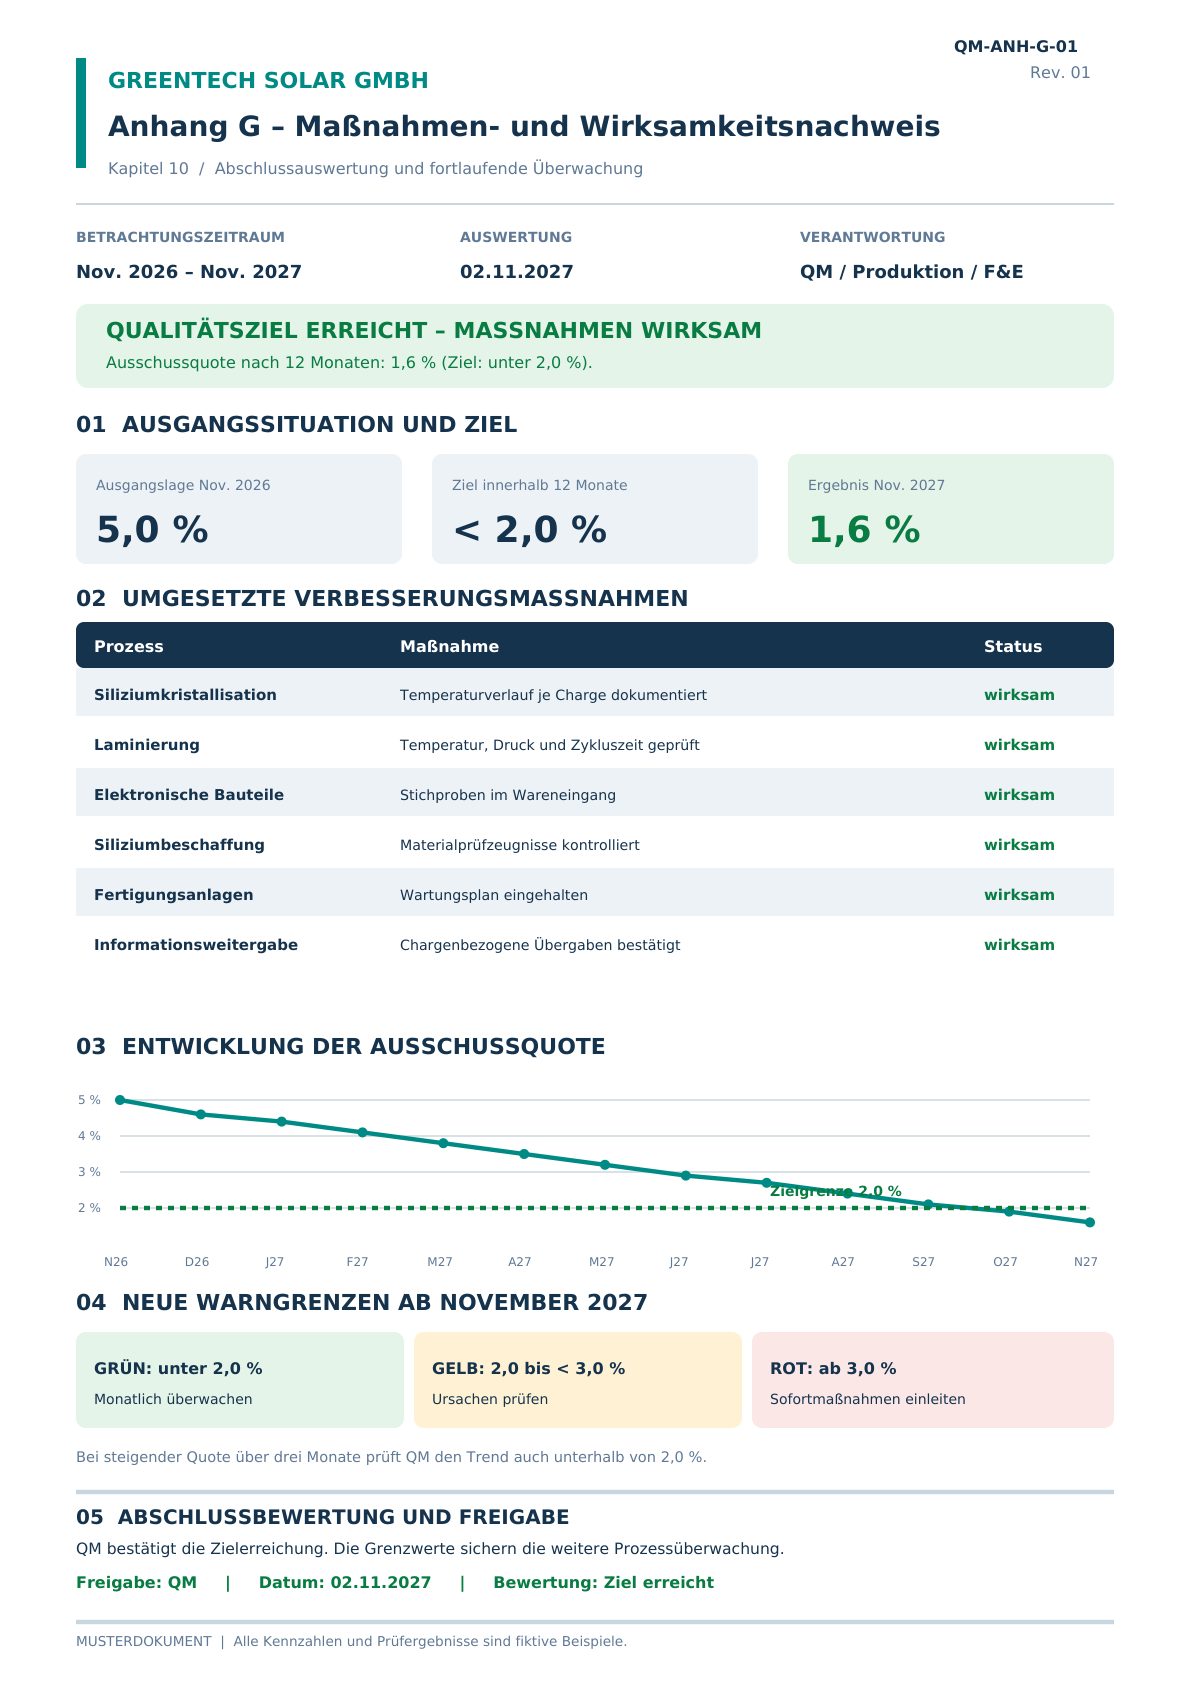 QM-ANH-G-01
Rev. 01
GREENTECH SOLAR GMBH
Anhang G – Maßnahmen- und Wirksamkeitsnachweis
Kapitel 10 / Abschlussauswertung und fortlaufende Überwachung
BETRACHTUNGSZEITRAUM AUSWERTUNG VERANTWORTUNG
Nov. 2026 – Nov. 2027 02.11.2027 QM / Produktion / F&E
QUALITÄTSZIEL ERREICHT – MASSNAHMEN WIRKSAM
Ausschussquote nach 12 Monaten: 1,6 % (Ziel: unter 2,0 %).
01 AUSGANGSSITUATION UND ZIEL
Ausgangslage Nov. 2026 Ziel innerhalb 12 Monate Ergebnis Nov. 2027
5,0 % < 2,0 % 1,6 %
02 UMGESETZTE VERBESSERUNGSMASSNAHMEN
Prozess Maßnahme Status
Siliziumkristallisation Temperaturverlauf je Charge dokumentiert wirksam
Laminierung Temperatur, Druck und Zykluszeit geprüft wirksam
Elektronische Bauteile Stichproben im Wareneingang wirksam
Siliziumbeschaffung Materialprüfzeugnisse kontrolliert wirksam
Fertigungsanlagen Wartungsplan eingehalten wirksam
Informationsweitergabe Chargenbezogene Übergaben bestätigt wirksam
03 ENTWICKLUNG DER AUSSCHUSSQUOTE
5 %
4 %
3 %
Zielgrenze 2,0 %
2 %
N26 D26 J27 F27 M27 A27 M27 J27 J27 A27 S27 O27 N27
04 NEUE WARNGRENZEN AB NOVEMBER 2027
GRÜN: unter 2,0 % GELB: 2,0 bis < 3,0 % ROT: ab 3,0 %
Monatlich überwachen Ursachen prüfen Sofortmaßnahmen einleiten
Bei steigender Quote über drei Monate prüft QM den Trend auch unterhalb von 2,0 %.
05 ABSCHLUSSBEWERTUNG UND FREIGABE
QM bestätigt die Zielerreichung. Die Grenzwerte sichern die weitere Prozessüberwachung.
Freigabe: QM | Datum: 02.11.2027 | Bewertung: Ziel erreicht
MUSTERDOKUMENT | Alle Kennzahlen und Prüfergebnisse sind fiktive Beispiele.